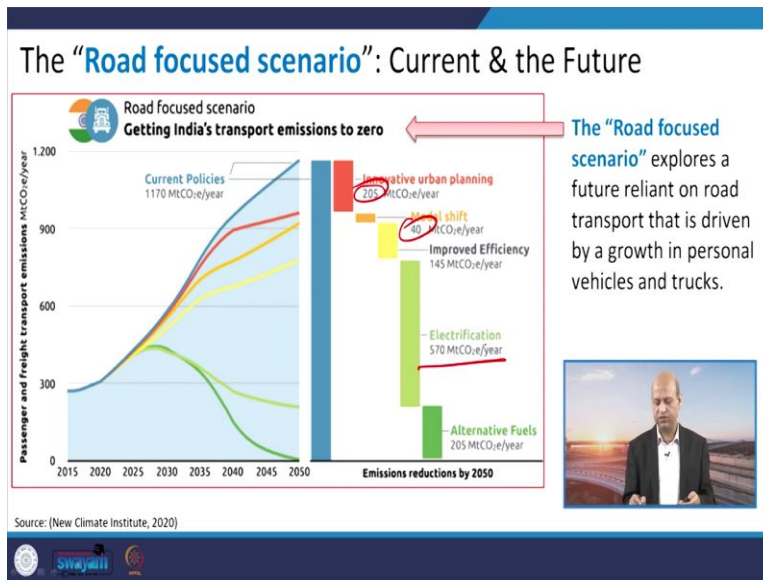 The “Road focused scenario”: Current & the Future
Road focused scenario
Getting India's transport emissions to zero
Passenger and freight transport emissions MtCO₂e/year
1.200
900
600
300
0
2015 2020 2025 2030 2035 2040 2045 2050
Current Policies
1170 MtCO₂e/year
Innovative urban planning
205 MtCO₂e/year
Modal shift
40 MtCO₂e/year
Improved Efficiency
145 MtCO₂e/year
Electrification
570 MtCO₂e/year
Alternative Fuels
205 MtCO₂e/year
Emissions reductions by 2050
The “Road focused
scenario” explores a
future reliant on road
transport that is driven
by a growth in personal
vehicles and trucks.
Source: (New Climate Institute, 2020)
swayam